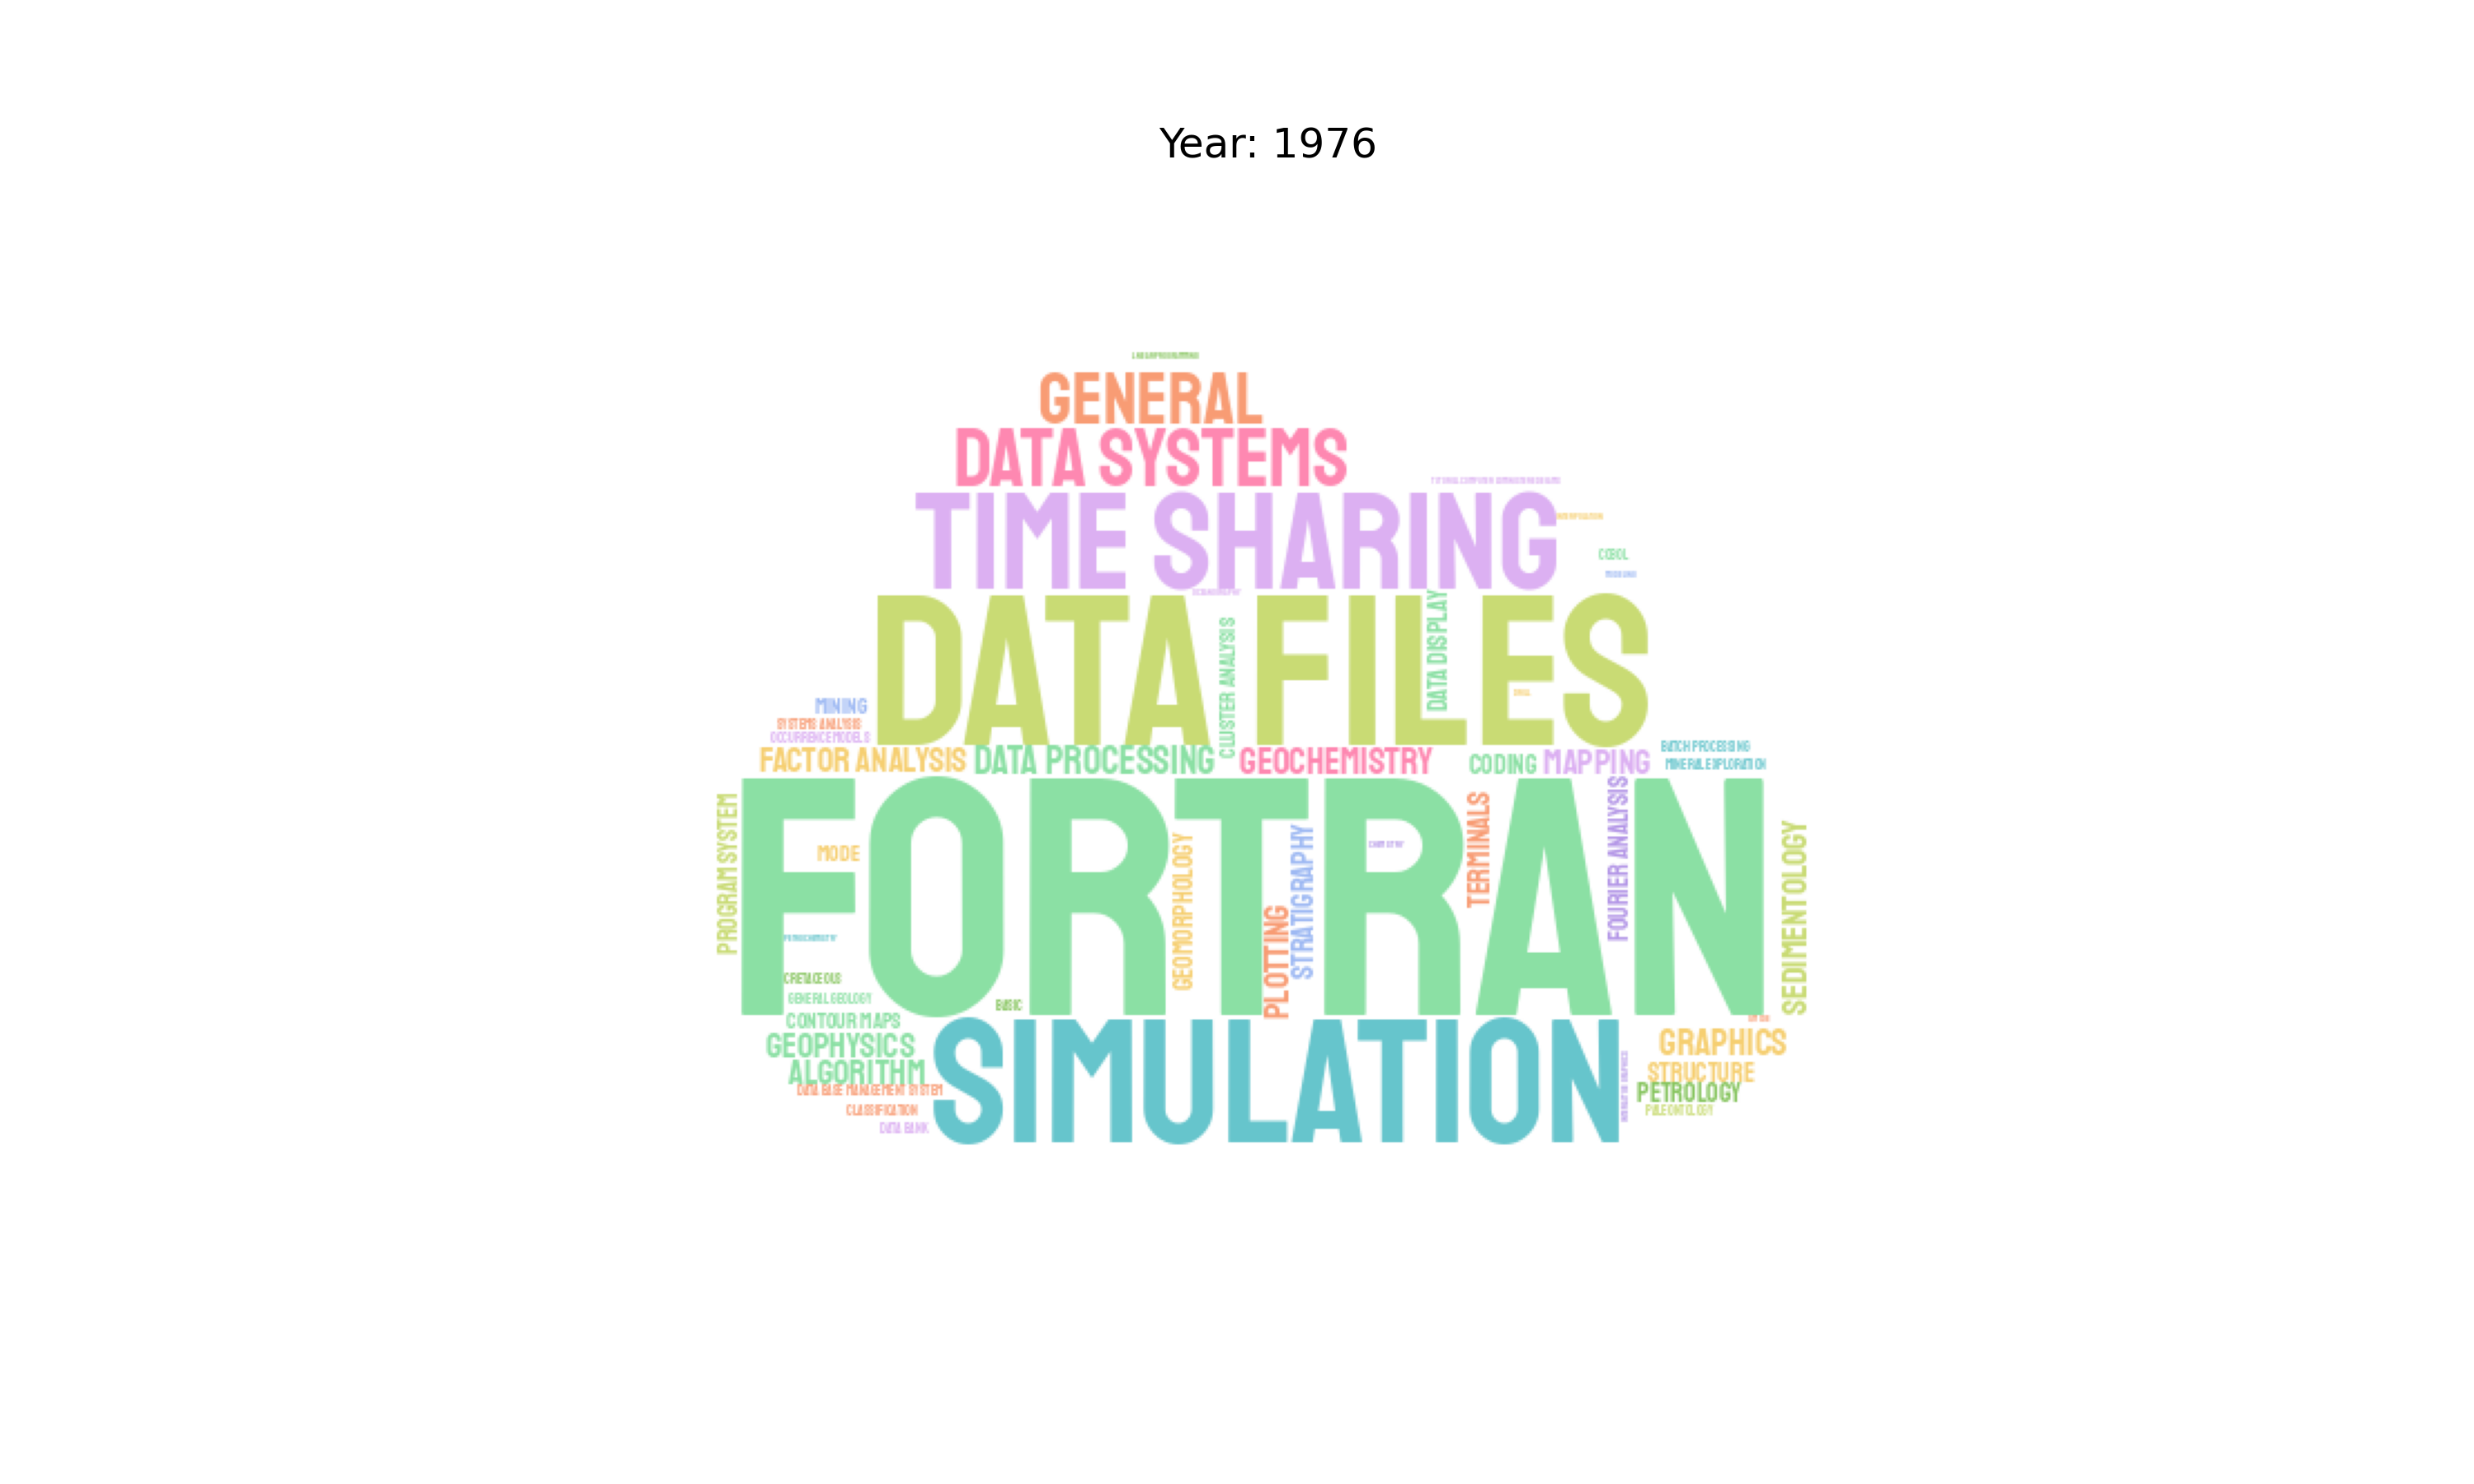 Year: 1976
GENERAL
DATA SYSTEMS
TIME SHARING
COBOL
DATA FILES
CLUSTER ANALYSIS
DATA DISPLAY
MINING
SYSTEMS ANALYSIS
OCCURRENCE MODELS
FACTOR ANALYSIS
DATA PROCESSING
GEOCHEMISTRY
CODING
MAPPING
BATCH PROCESSING
MINERAL EXPLORATION
FORTRAN
PROGRAM SYSTEM
MODE
GEOMORPHOLOGY
PLOTTING
STRATIGRAPHY
CHEMISTRY
TERMINALS
FOURIER ANALYSIS
SEDIMENTOLOGY
CRETACEOUS
GENERAL GEOLOGY
BASIC
CONTOUR MAPS
GEOPHYSICS
ALGORITHM
DATA BASE MANAGEMENT SYSTEM
CLASSIFICATION
DATA BANK
SIMULATION
GRAPHICS
STRUCTURE
PETROLOGY
PALEONTOLOGY